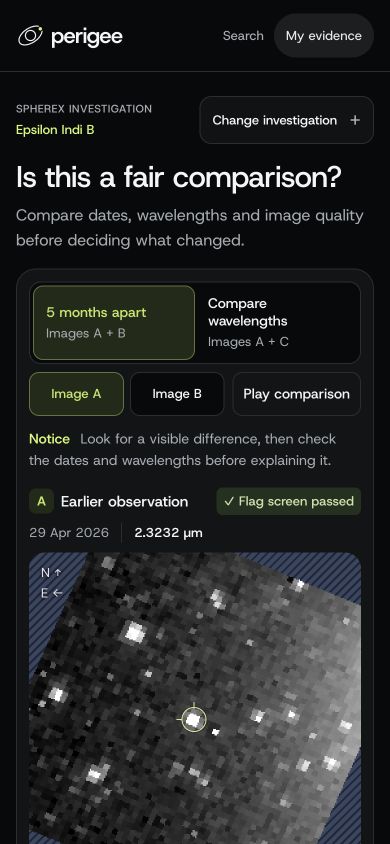 perigee
Search
My evidence
SPHEREX INVESTIGATION
Epsilon Indi B
Change investigation +
Is this a fair comparison?
Compare dates, wavelengths and image quality
before deciding what changed.
5 months apart
Images A + B
Compare
wavelengths
Images A + C
Image A
Image B
Play comparison
Notice Look for a visible difference, then check
the dates and wavelengths before explaining it.
A Earlier observation
✓ Flag screen passed
29 Apr 2026
2.3232 µm
N ↑
E ←